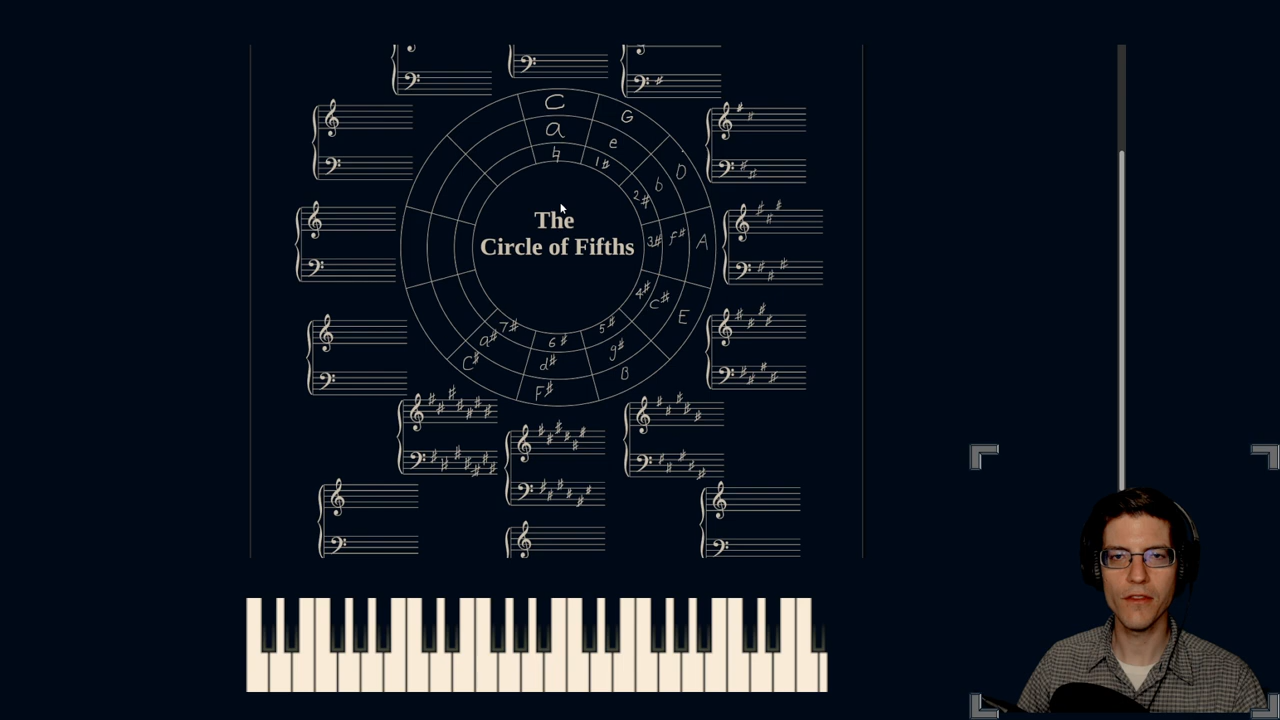 C
G
a
e
♮
1#
D
b
2#
The
Circle of Fifths
3# f# A
4#
c#
E
7#
5#
a#
6#
g#
C#
d#
B
F#